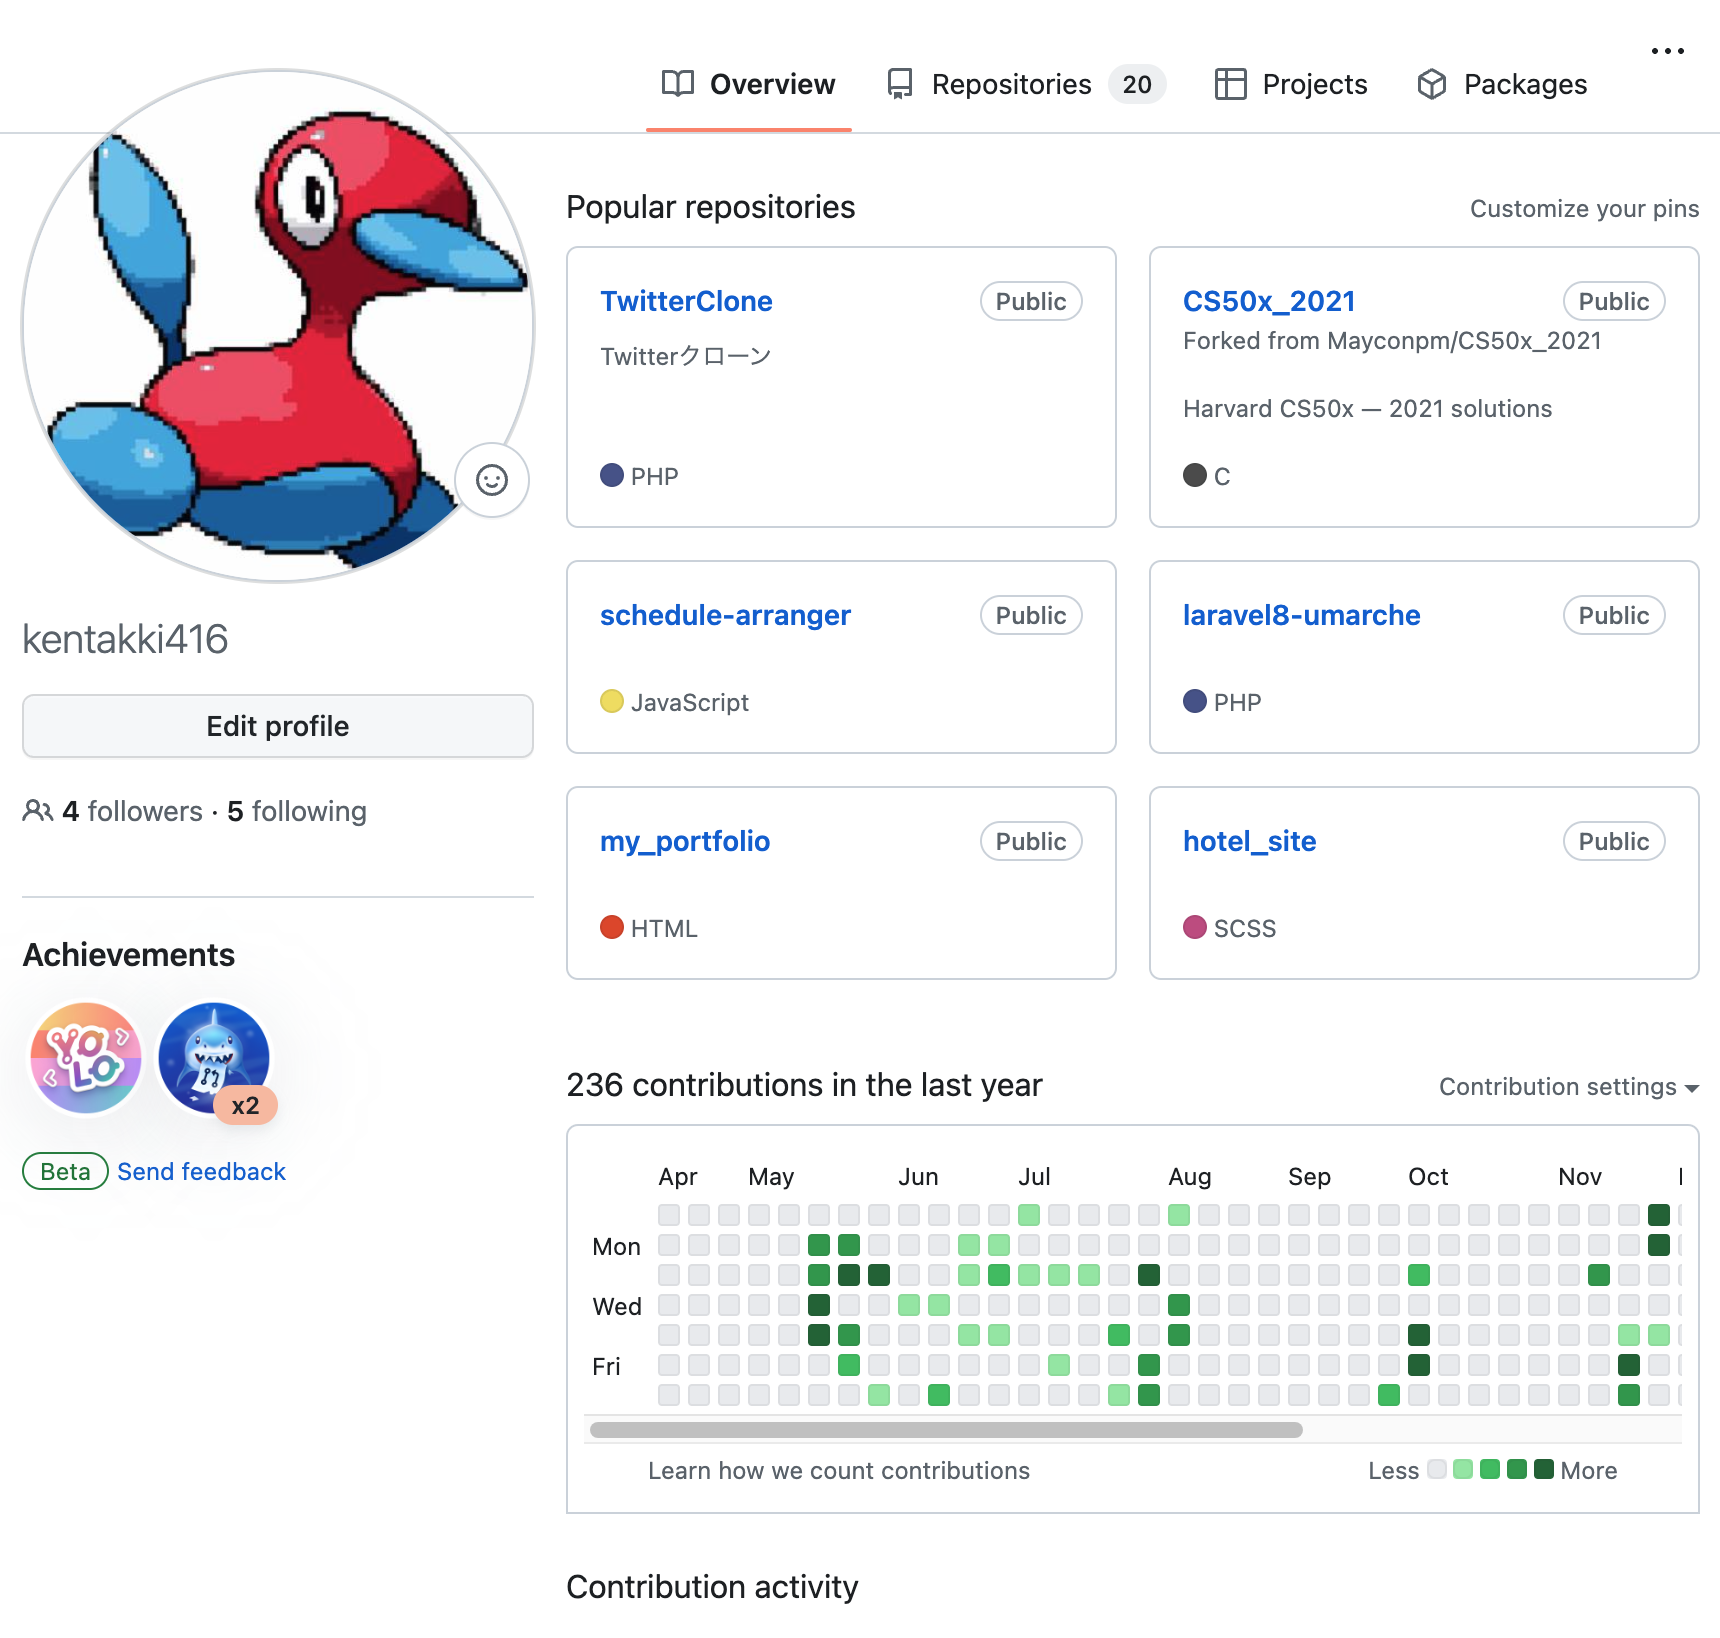 Overview
Repositories 20
Projects
Packages
kentakki416
Edit profile
4 followers · 5 following
Achievements
YOLO
x2
Beta Send feedback
Popular repositories
Customize your pins
TwitterClone
Public
Twitterクローン
PHP
CS50x_2021
Public
Forked from Mayconpm/CS50x_2021
Harvard CS50x — 2021 solutions
C
schedule-arranger
Public
JavaScript
laravel8-umarche
Public
PHP
my_portfolio
Public
HTML
hotel_site
Public
SCSS
236 contributions in the last year
Contribution settings
Apr May Jun Jul Aug Sep Oct Nov
Mon
Wed
Fri
Learn how we count contributions
Less More
Contribution activity